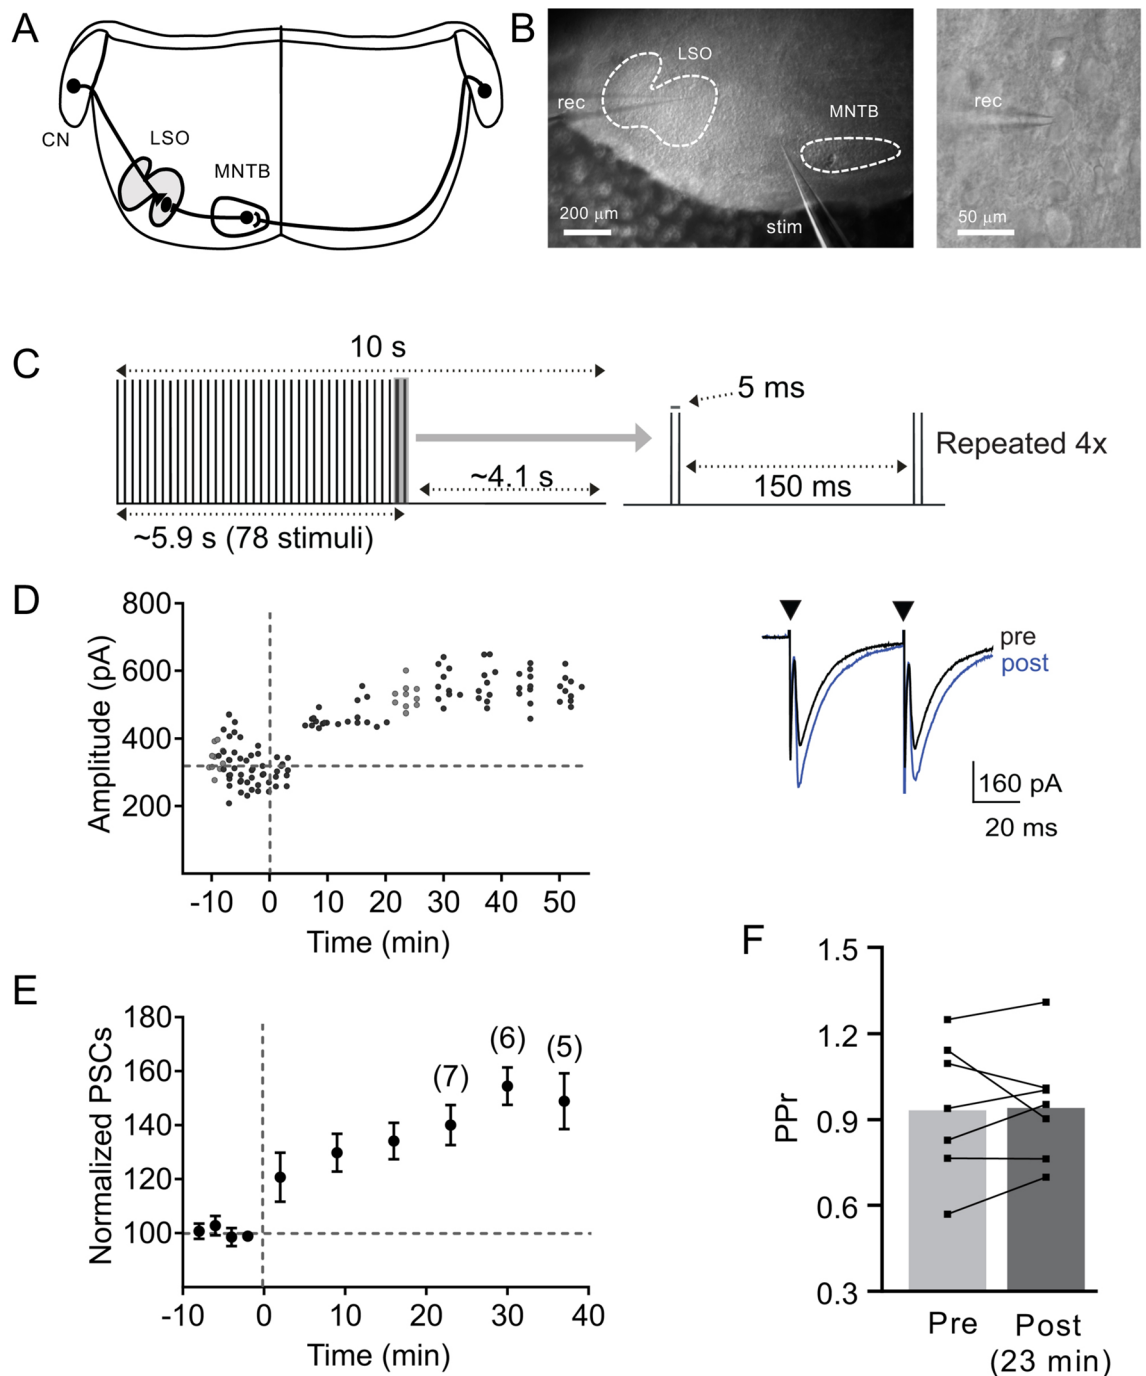 A
CN
LSO
MNTB
B
rec
LSO
MNTB
200 μm
stim
rec
50 μm
C
10 s
5 ms
~4.1 s
150 ms
Repeated 4x
~5.9 s (78 stimuli)
D
Amplitude (pA)
800
600
400
200
-10 0 10 20 30 40 50
Time (min)
pre
post
160 pA
20 ms
E
Normalized PSCs
180
160
140
120
100
(7)
(6)
(5)
-10 0 10 20 30 40
Time (min)
F
PPr
1.5
1.2
0.9
0.6
0.3
Pre
Post
(23 min)